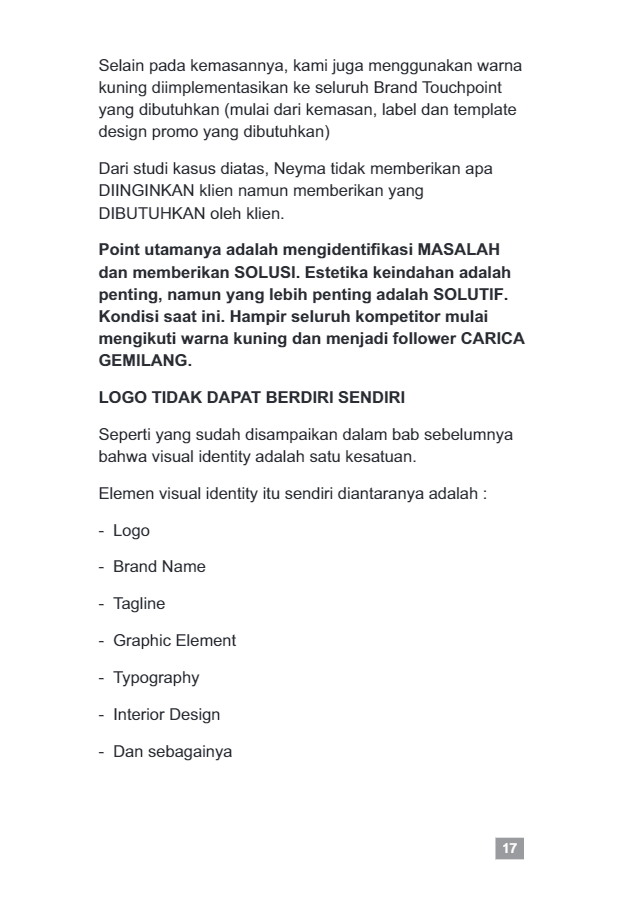 Selain pada kemasannya, kami juga menggunakan warna
kuning diimplementasikan ke seluruh Brand Touchpoint
yang dibutuhkan (mulai dari kemasan, label dan template
design promo yang dibutuhkan)
Dari studi kasus diatas, Neyma tidak memberikan apa
DIINGINKAN klien namun memberikan yang
DIBUTUHKAN oleh klien.
Point utamanya adalah mengidentifikasi MASALAH
dan memberikan SOLUSI. Estetika keindahan adalah
penting, namun yang lebih penting adalah SOLUTIF.
Kondisi saat ini. Hampir seluruh kompetitor mulai
mengikuti warna kuning dan menjadi follower CARICA
GEMILANG.
LOGO TIDAK DAPAT BERDIRI SENDIRI
Seperti yang sudah disampaikan dalam bab sebelumnya
bahwa visual identity adalah satu kesatuan.
Elemen visual identity itu sendiri diantaranya adalah :
- Logo
- Brand Name
- Tagline
- Graphic Element
- Typography
- Interior Design
- Dan sebagainya
17